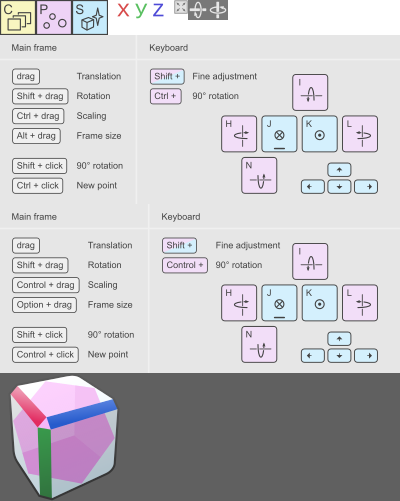 C P S x y z
Main frame Keyboard
drag Translation Shift + Fine adjustment
Shift + drag Rotation Ctrl + 90° rotation
I
Ctrl + drag Scaling
Alt + drag Frame size
H J K L
Shift + click 90° rotation
N
Ctrl + click New point
Main frame Keyboard
drag Translation Shift + Fine adjustment
Shift + drag Rotation Control + 90° rotation
I
Control + drag Scaling
Option + drag Frame size
H J K L
Shift + click 90° rotation
N
Control + click New point